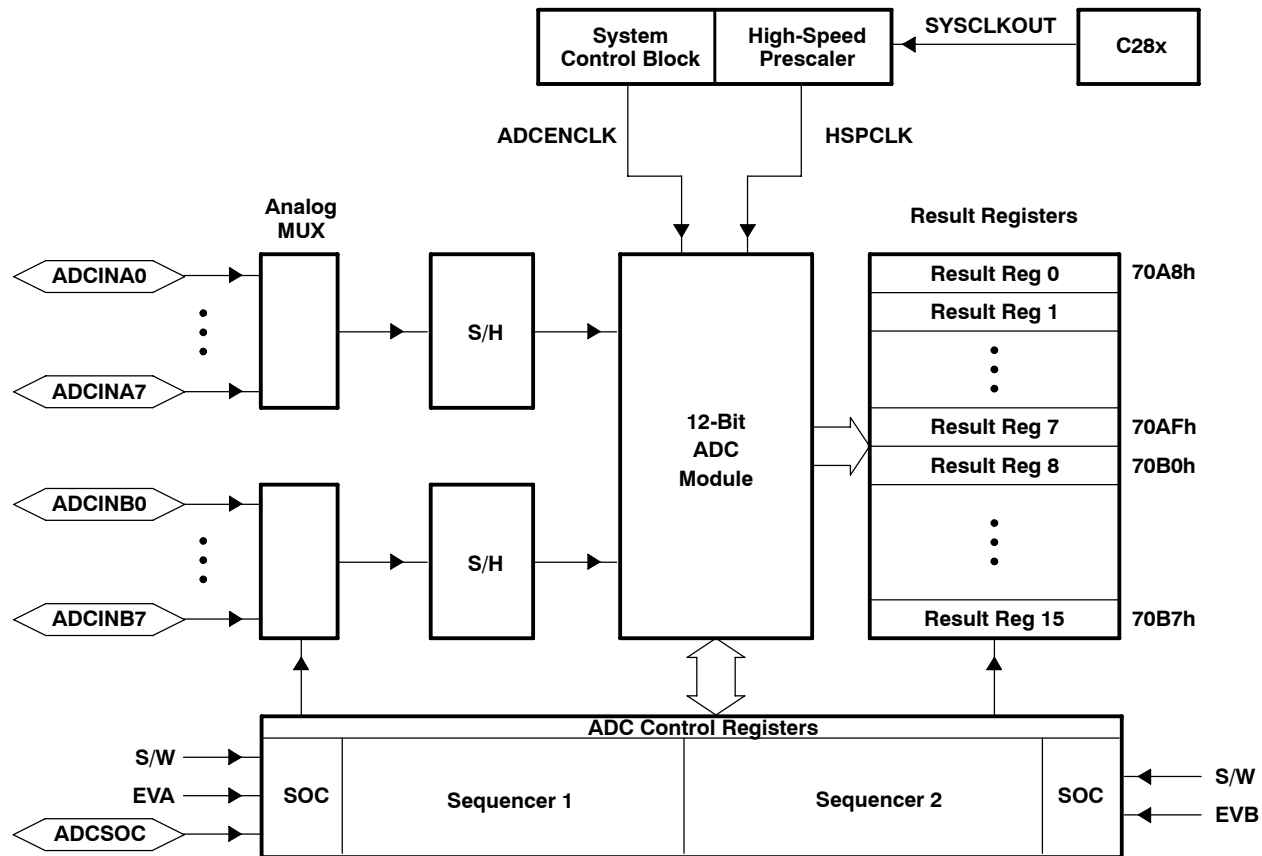 System
Control Block
High-Speed
Prescaler
SYSCLKOUT
C28x
ADCENCLK
HSPCLK
Analog
MUX
Result Registers
ADCINA0
ADCINA7
S/H
ADCINB0
ADCINB7
S/H
12-Bit
ADC
Module
Result Reg 0
70A8h
Result Reg 1
Result Reg 7
70AFh
Result Reg 8
70B0h
Result Reg 15
70B7h
ADC Control Registers
S/W
EVA
ADCSOC
SOC
Sequencer 1
Sequencer 2
SOC
S/W
EVB